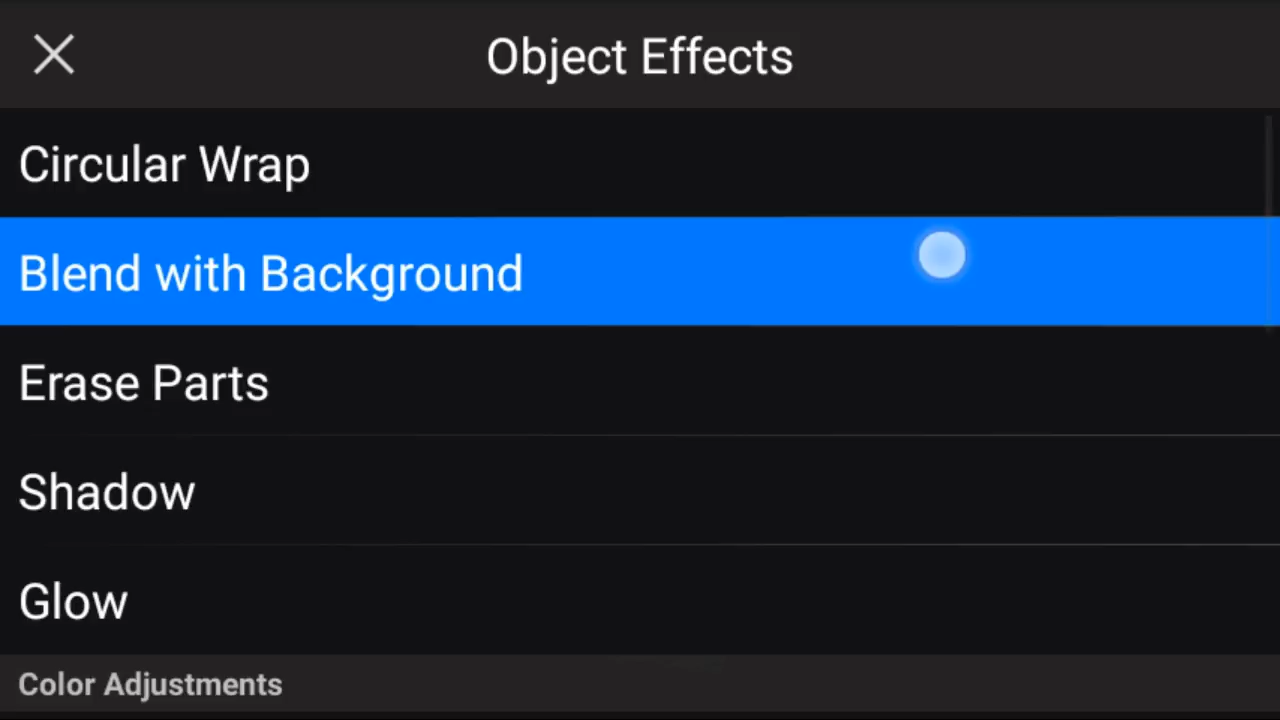 Object Effects
Circular Wrap
Blend with Background
Erase Parts
Shadow
Glow
Color Adjustments